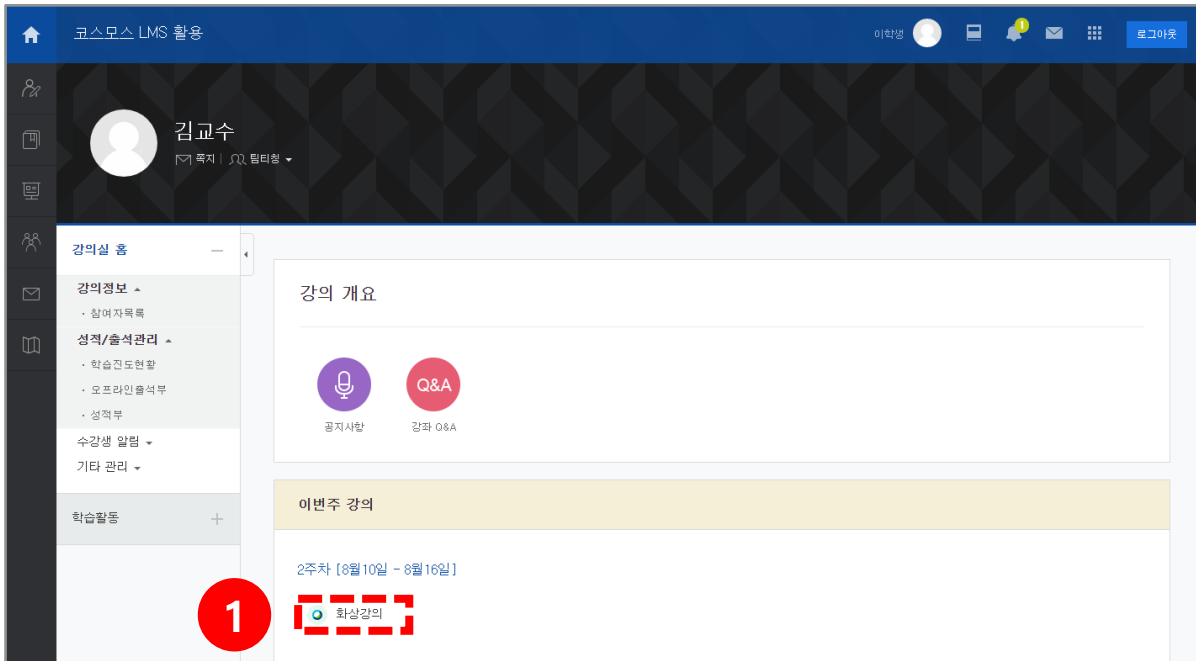 코스모스 LMS 활용
이학생
1
로그아웃
김교수
쪽지 | 팀티칭
강의실 홈
강의정보
· 참여자목록
성적/출석관리
· 학습진도현황
· 오프라인출석부
· 성적부
수강생 알림
기타 관리
학습활동
강의 개요
Q&A
공지사항
강좌 Q&A
이번주 강의
2주차 [8월10일 - 8월16일]
1
화상강의